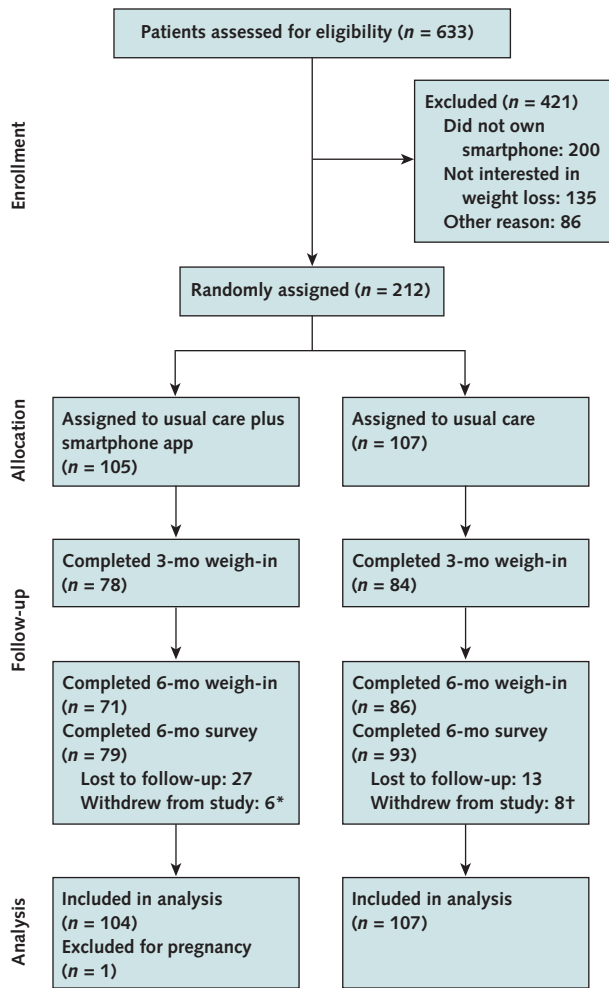 Patients assessed for eligibility (n = 633)
Enrollment
Excluded (n = 421)
Did not own
smartphone: 200
Not interested in
weight loss: 135
Other reason: 86
Randomly assigned (n = 212)
Allocation
Assigned to usual care plus
smartphone app
(n = 105)
Assigned to usual care
(n = 107)
Follow-up
Completed 3-mo weigh-in
(n = 78)
Completed 3-mo weigh-in
(n = 84)
Completed 6-mo weigh-in
(n = 71)
Completed 6-mo survey
(n = 79)
Lost to follow-up: 27
Withdrew from study: 6*
Completed 6-mo weigh-in
(n = 86)
Completed 6-mo survey
(n = 93)
Lost to follow-up: 13
Withdrew from study: 8†
Analysis
Included in analysis
(n = 104)
Excluded for pregnancy
(n = 1)
Included in analysis
(n = 107)